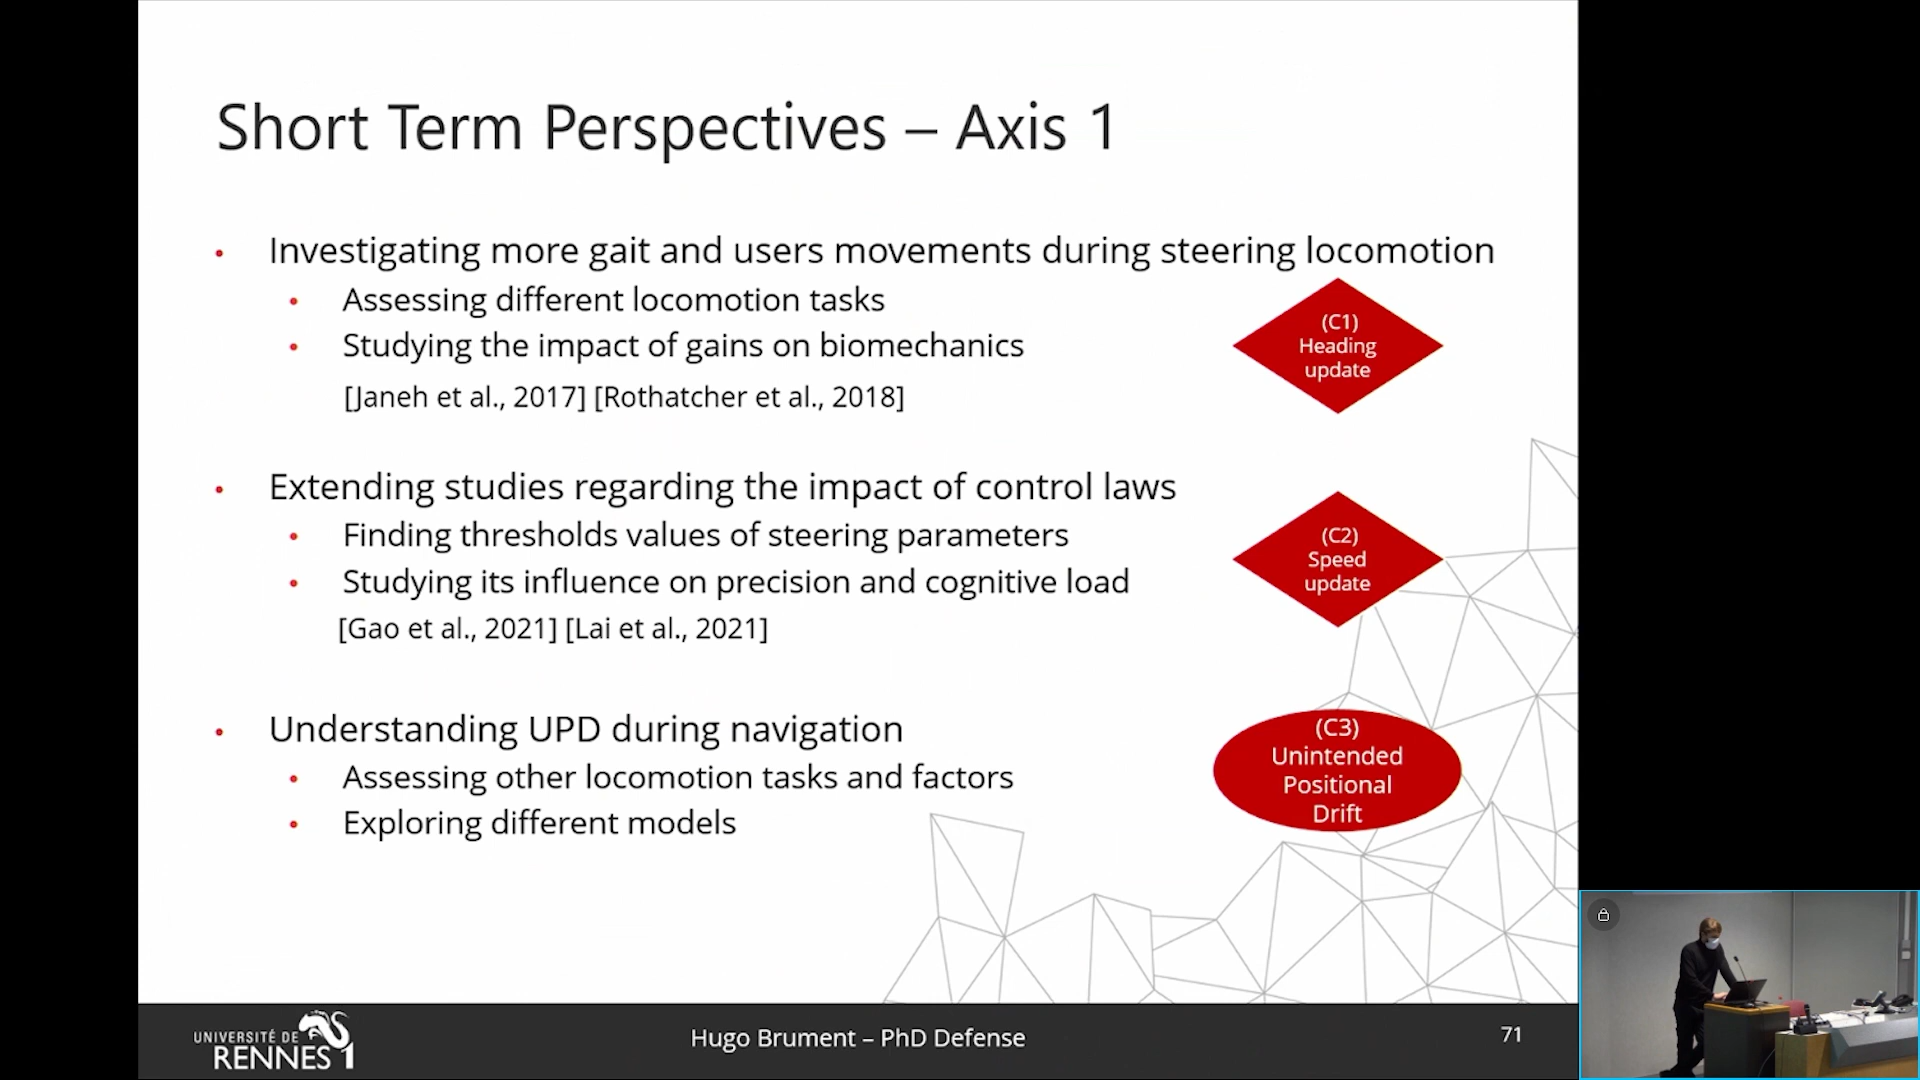 Short Term Perspectives – Axis 1
• Investigating more gait and users movements during steering locomotion
• Assessing different locomotion tasks
• Studying the impact of gains on biomechanics
[Janeh et al., 2017] [Rothatcher et al., 2018]
(C1)
Heading
update
• Extending studies regarding the impact of control laws
• Finding thresholds values of steering parameters
• Studying its influence on precision and cognitive load
[Gao et al., 2021] [Lai et al., 2021]
(C2)
Speed
update
• Understanding UPD during navigation
• Assessing other locomotion tasks and factors
• Exploring different models
(C3)
Unintended
Positional
Drift
UNIVERSITÉ DE
RENNES 1
Hugo Brument – PhD Defense
71